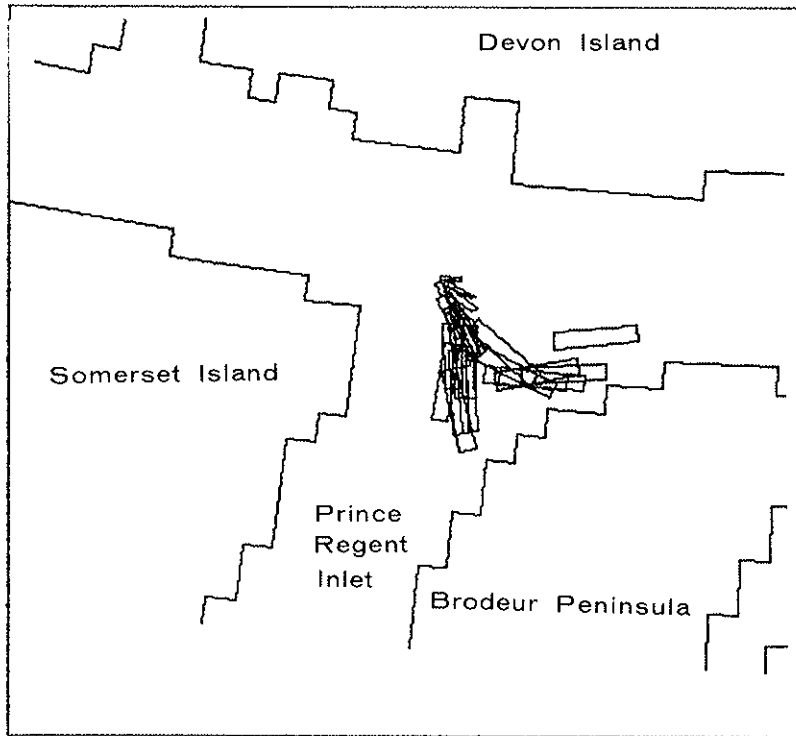 Devon Island
Somerset Island
Prince
Regent
Inlet
Brodeur Peninsula